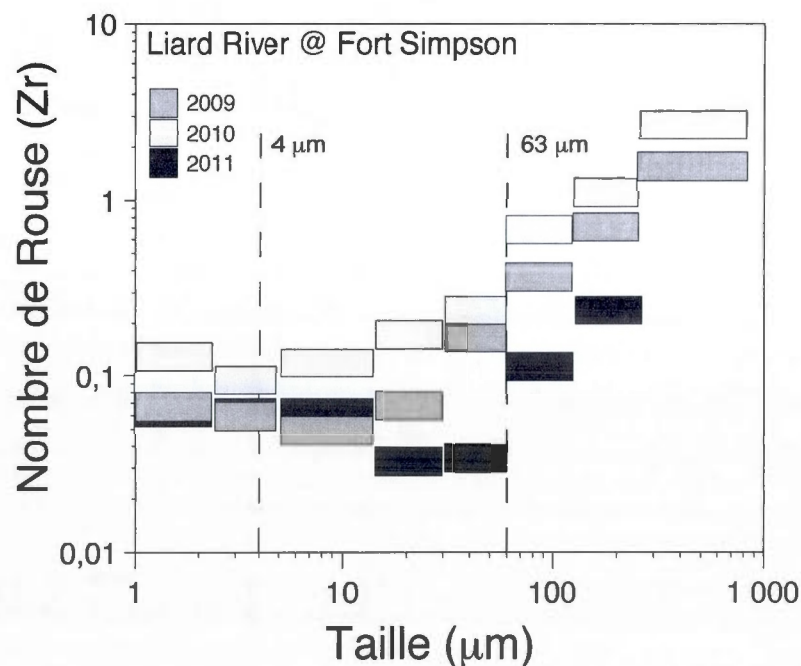 Liard River @ Fort Simpson
2009
2010
2011
4 µm
63 µm
Nombre de Rouse (Zr)
10
1
0,1
0,01
1
10
100
1 000
Taille (µm)